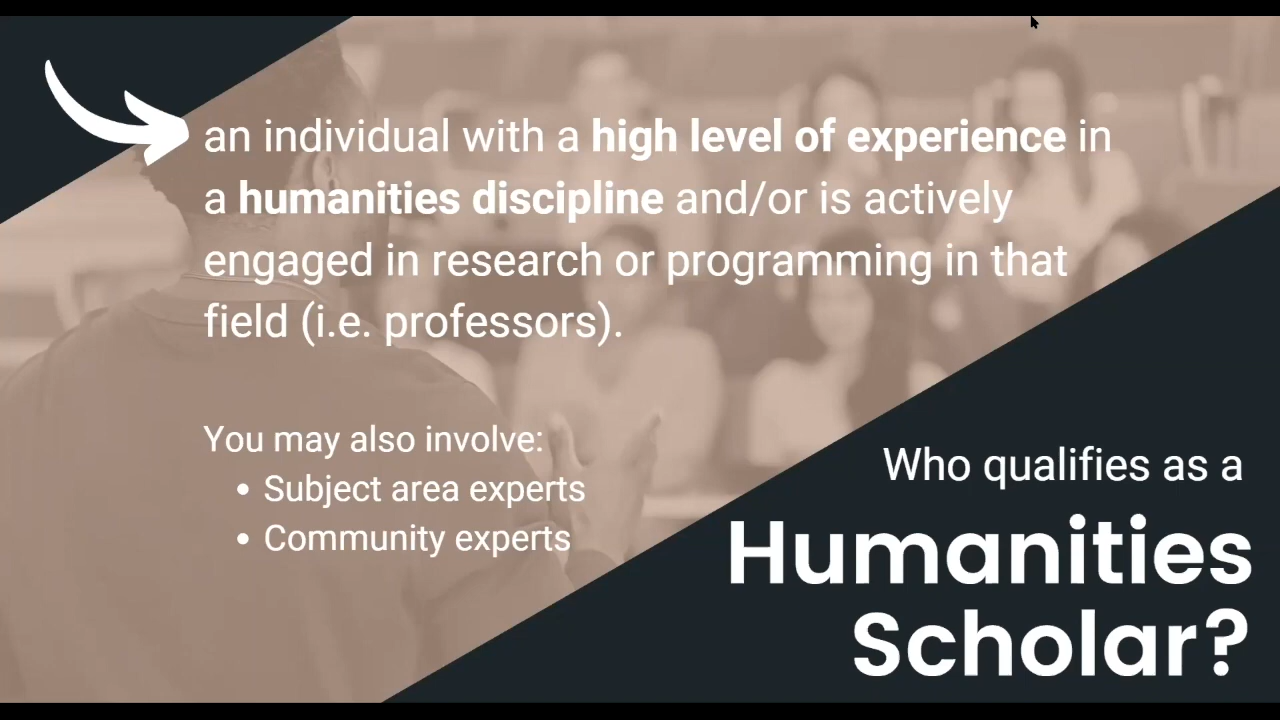 an individual with a high level of experience in
a humanities discipline and/or is actively
engaged in research or programming in that
field (i.e. professors).
You may also involve:
• Subject area experts
• Community experts
Who qualifies as a
Humanities
Scholar?